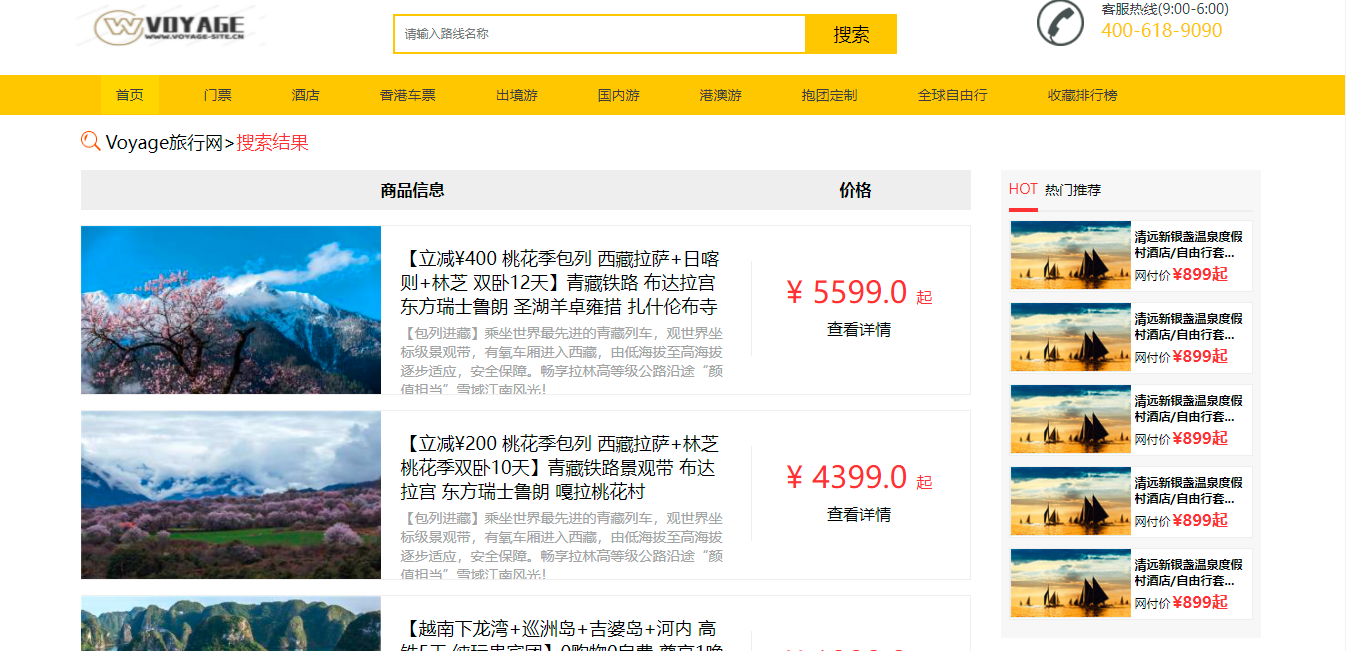 VOYAGE
WWW.VOYAGE-SITE.CN
请输入路线名称
搜索
客服热线(9:00-6:00)
400-618-9090
首页 门票 酒店 香港车票 出境游 国内游 港澳游 抱团定制 全球自由行 收藏排行榜
Voyage旅行网>搜索结果
商品信息 价格
【立减¥400 桃花季包列 西藏拉萨+日喀
则+林芝 双卧12天】青藏铁路 布达拉宫
东方瑞士鲁朗 圣湖羊卓雍措 扎什伦布寺
【包列进藏】乘坐世界最先进的青藏列车，观世界坐
标级景观带，有氧车厢进入西藏，由低海拔至高海拔
逐步适应，安全保障。畅享拉林高等级公路沿途“颜
值担当”雪域江南风光！
¥ 5599.0 起
查看详情
【立减¥200 桃花季包列 西藏拉萨+林芝
桃花季双卧10天】青藏铁路景观带 布达
拉宫 东方瑞士鲁朗 嘎拉桃花村
【包列进藏】乘坐世界最先进的青藏列车，观世界坐
标级景观带，有氧车厢进入西藏，由低海拔至高海拔
逐步适应，安全保障。畅享拉林高等级公路沿途“颜
值担当”雪域江南风光！
¥ 4399.0 起
查看详情
【越南下龙湾+巡洲岛+吉婆岛+河内 高
HOT 热门推荐
清远新银盏温泉度假
村酒店/自由行套...
网付价¥899起
清远新银盏温泉度假
村酒店/自由行套...
网付价¥899起
清远新银盏温泉度假
村酒店/自由行套...
网付价¥899起
清远新银盏温泉度假
村酒店/自由行套...
网付价¥899起
清远新银盏温泉度假
村酒店/自由行套...
网付价¥899起